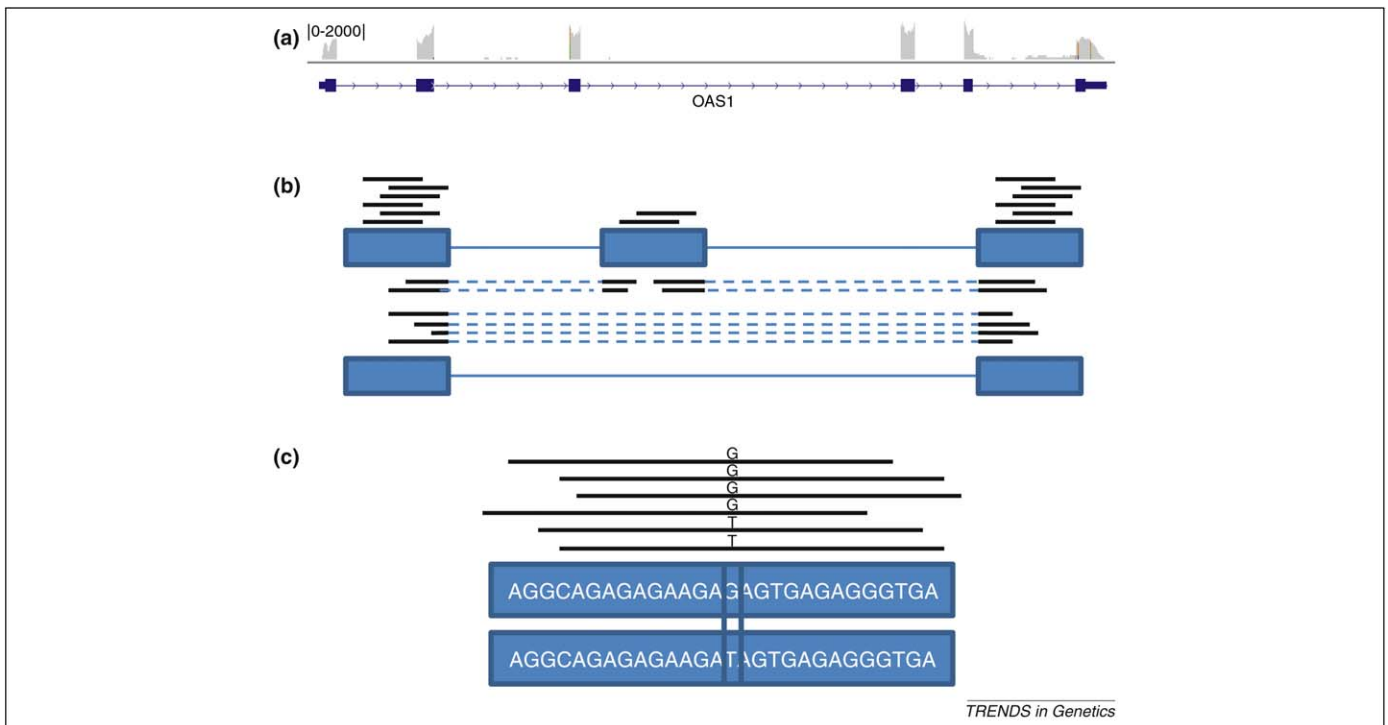 (a)
|0-2000|
OAS1
(b)
(c)
G
G
G
G
T
T
AGGCAGAGAGAAGAGAGTGAGAGGGTGA
AGGCAGAGAGAAGATAGTGAGAGGGTGA
TRENDS in Genetics